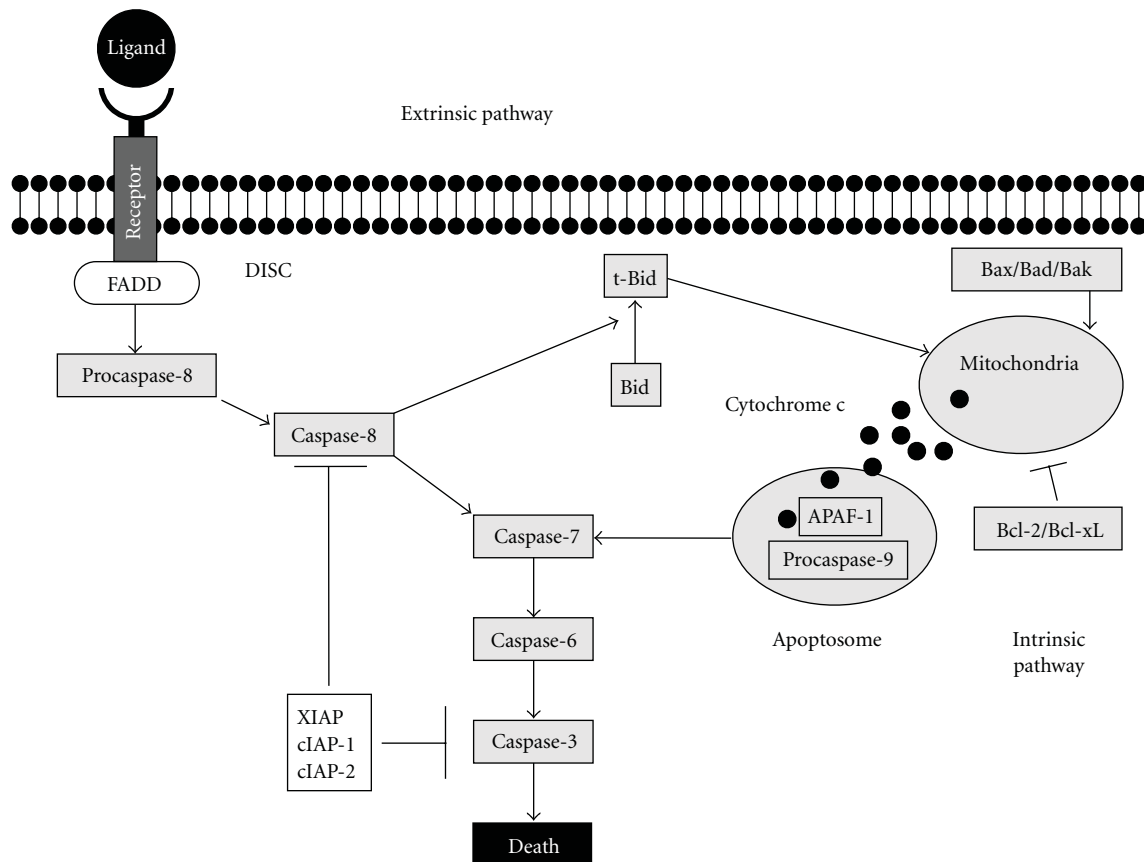 Ligand
Extrinsic pathway
Receptor
DISC
FADD
t-Bid
Bax/Bad/Bak
Procaspase-8
Bid
Mitochondria
Cytochrome c
Caspase-8
APAF-1
Bcl-2/Bcl-xL
Caspase-7
Procaspase-9
Caspase-6
Apoptosome
Intrinsic
pathway
XIAP
cIAP-1
cIAP-2
Caspase-3
Death